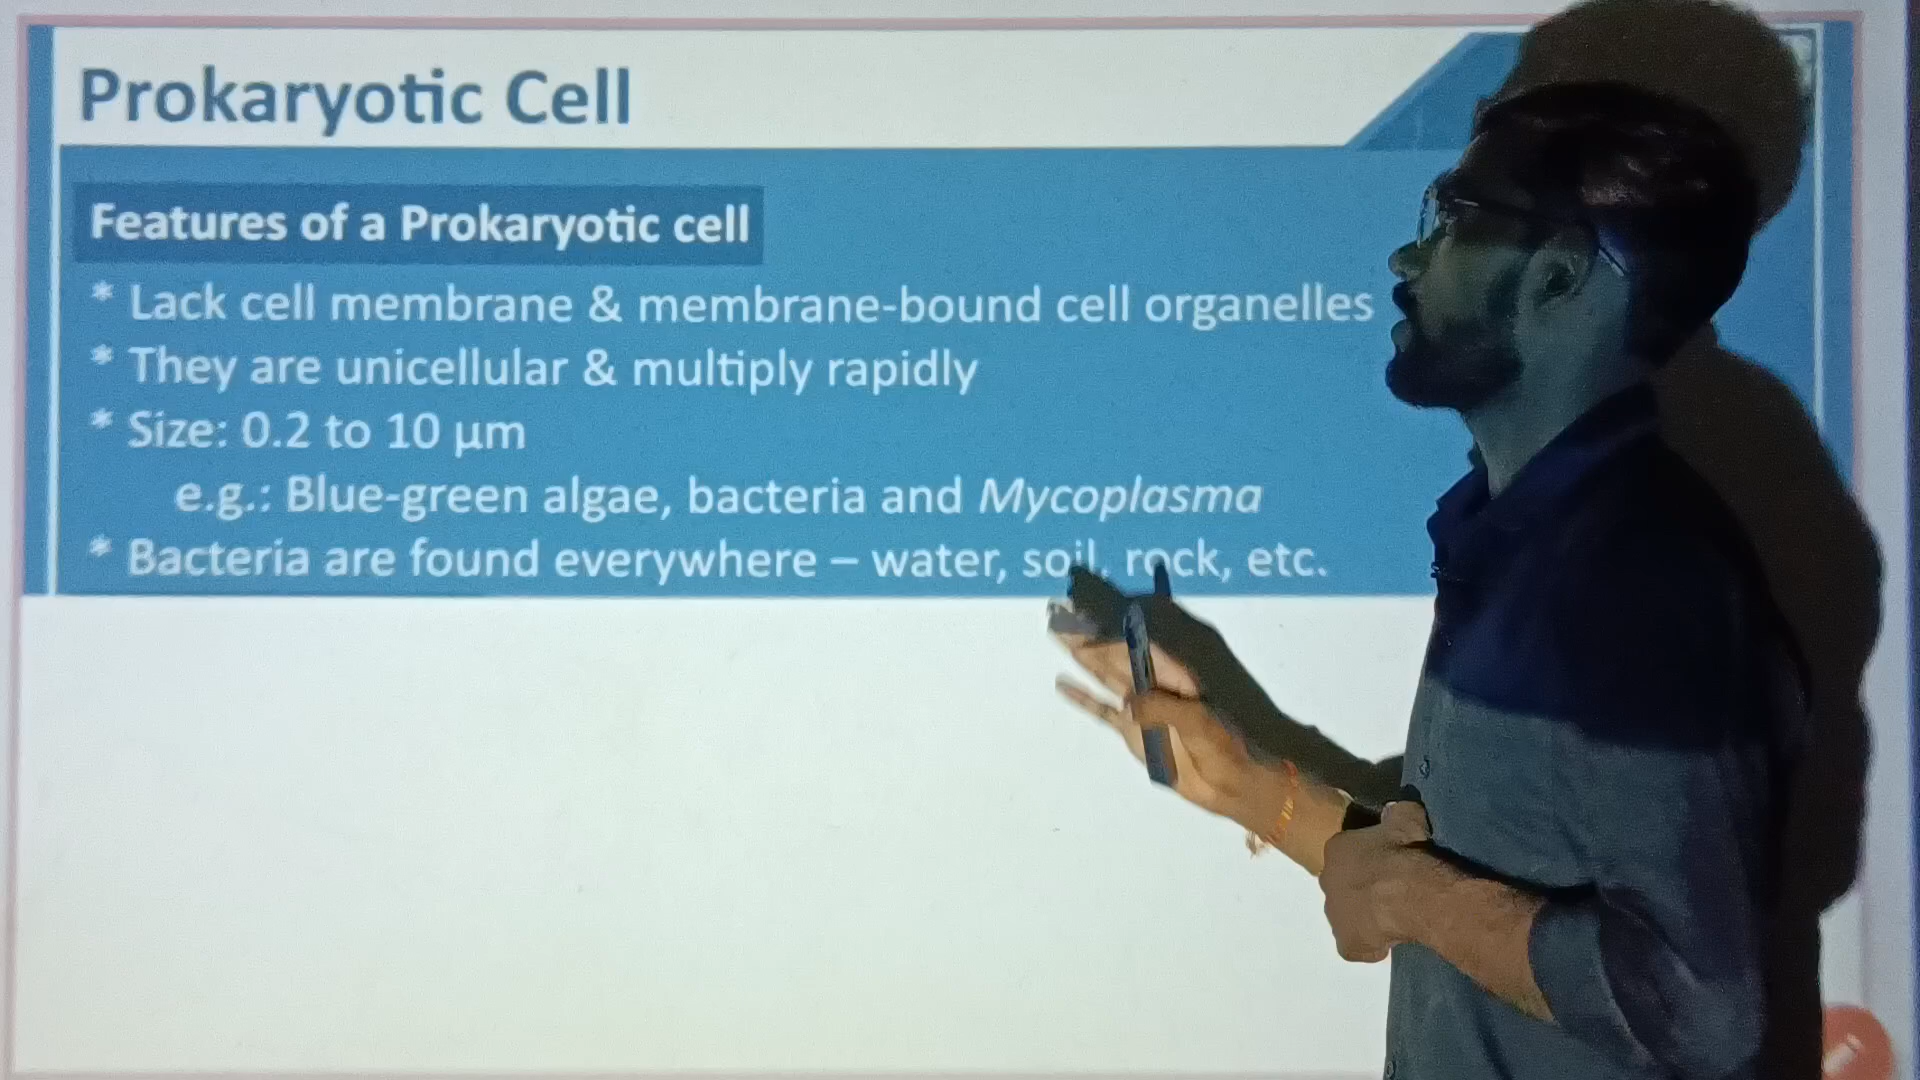 Prokaryotic Cell
Features of a Prokaryotic cell
* Lack cell membrane & membrane-bound cell organelles
* They are unicellular & multiply rapidly
* Size: 0.2 to 10 µm
e.g.: Blue-green algae, bacteria and Mycoplasma
* Bacteria are found everywhere – water, soil, rock, etc.